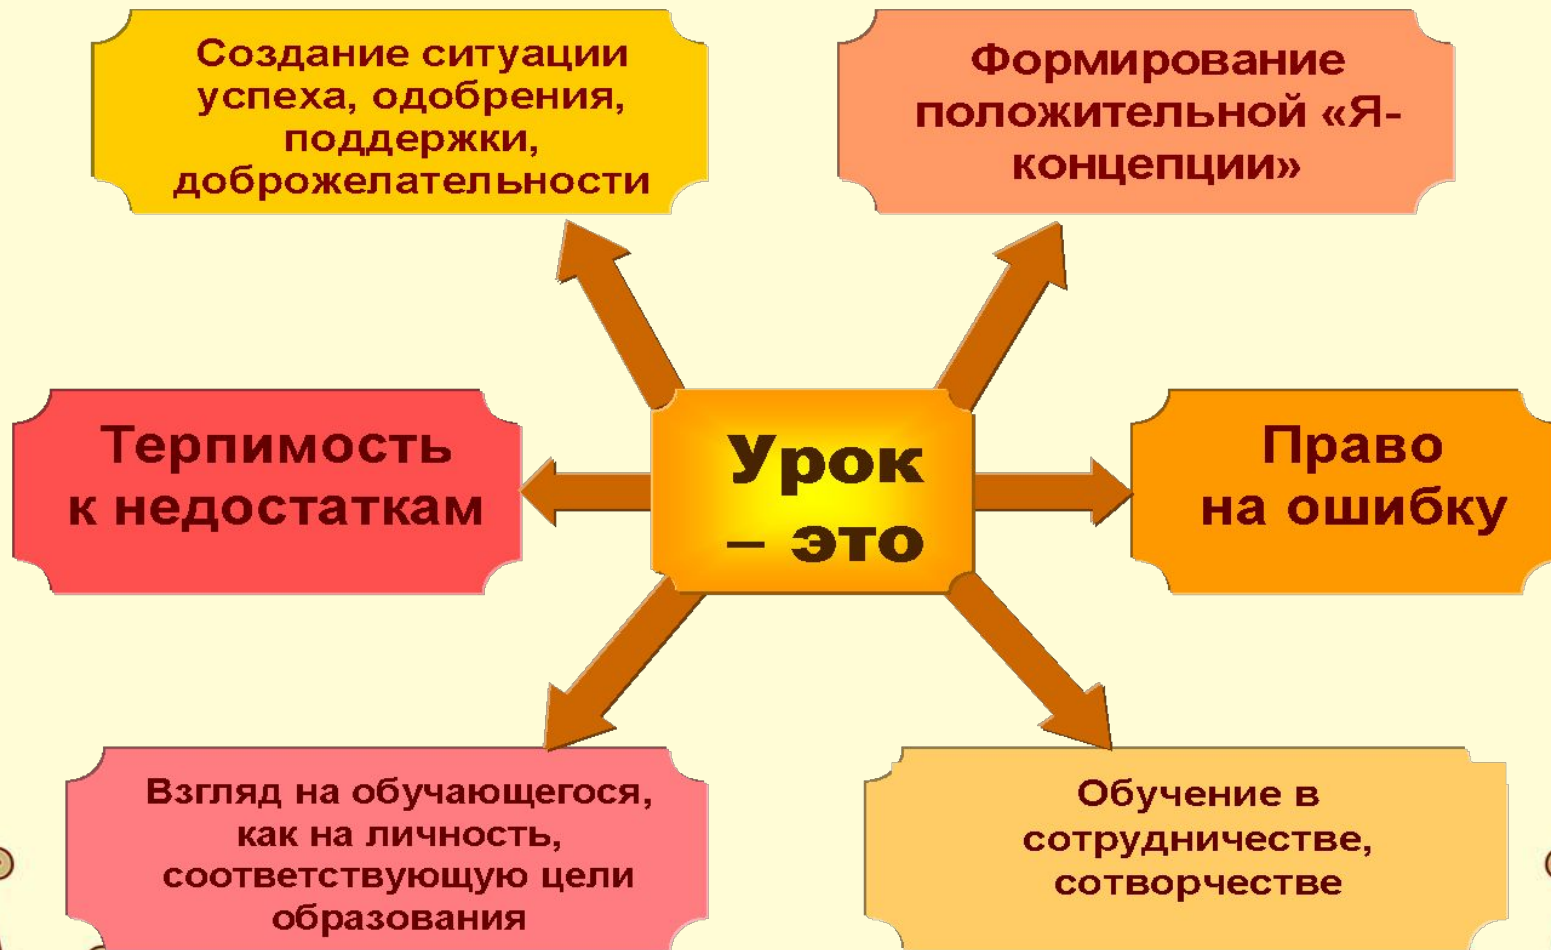 Создание ситуации
успеха, одобрения,
поддержки,
доброжелательности
Формирование
положительной «Я-
концепции»
Терпимость
к недостаткам
Урок
– это
Право
на ошибку
Взгляд на обучающегося,
как на личность,
соответствующую цели
образования
Обучение в
сотрудничестве,
сотворчестве